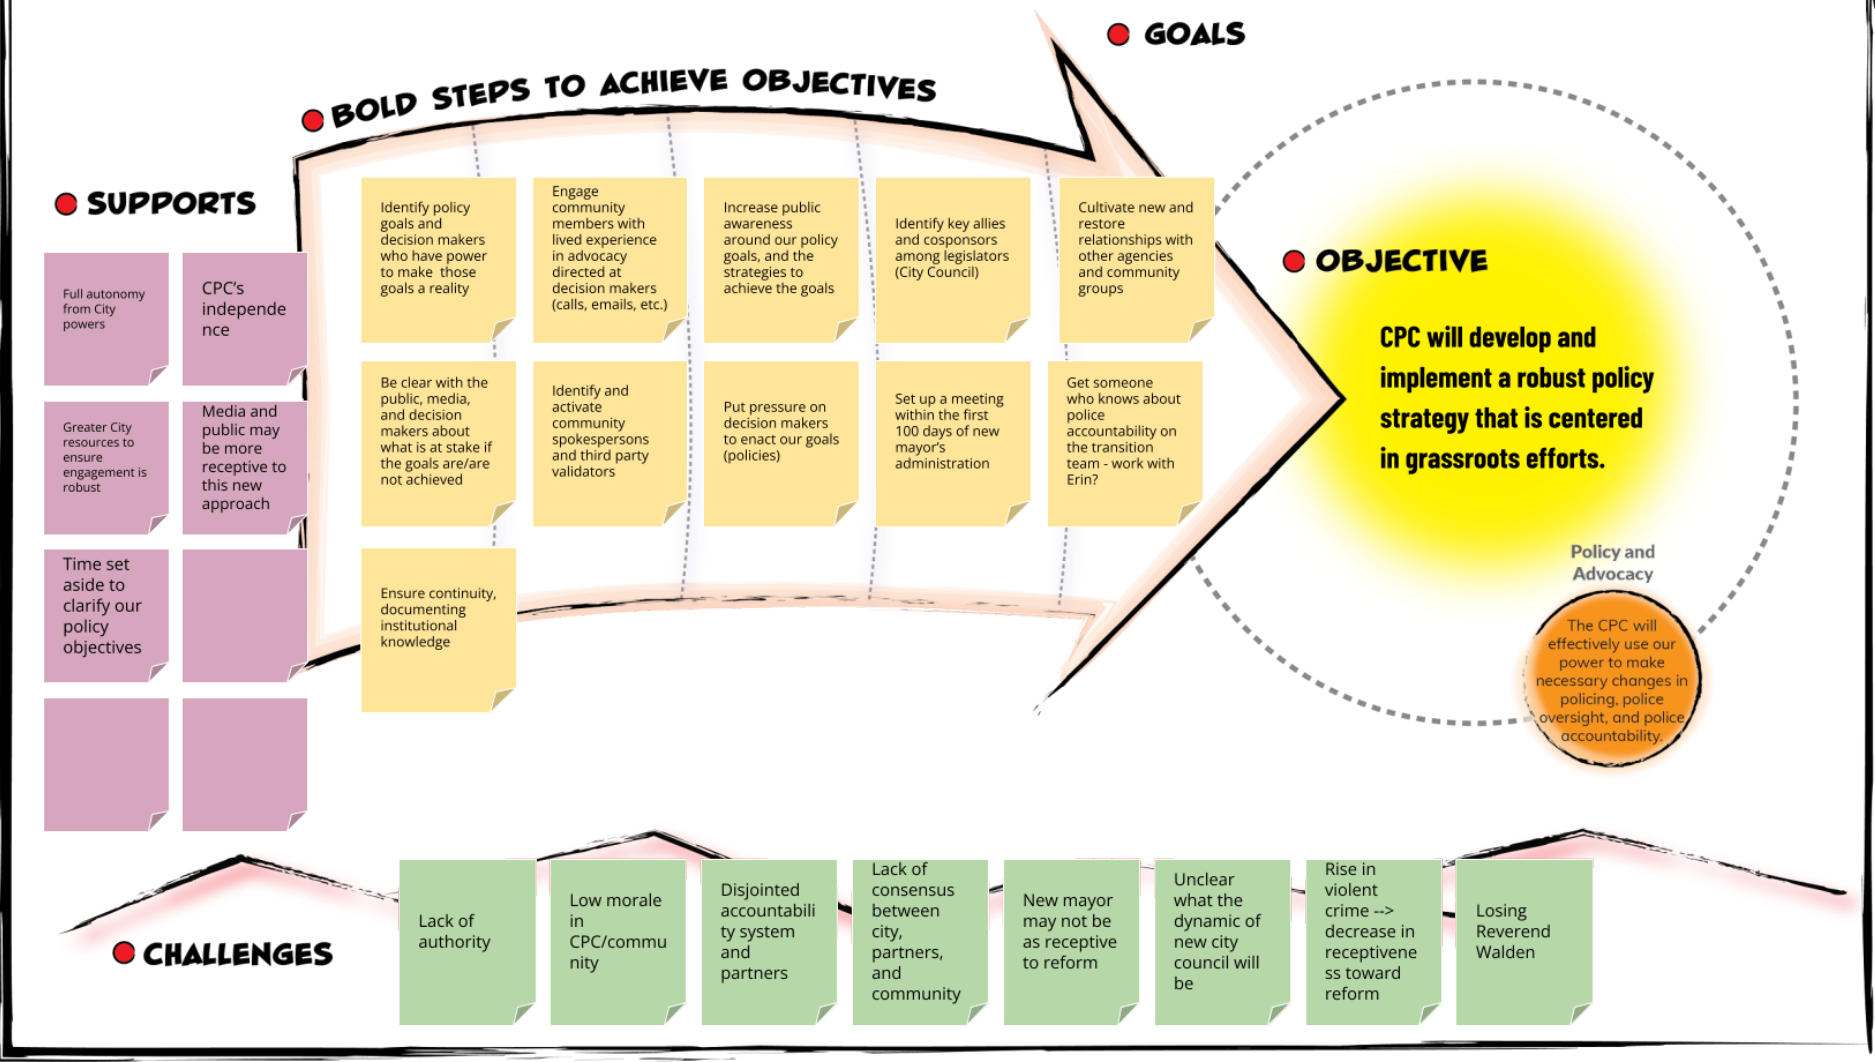 GOALS
BOLD STEPS TO ACHIEVE OBJECTIVES
SUPPORTS
Full autonomy
from City
powers
CPC's
independe
nce
Greater City
resources to
ensure
engagement is
robust
Media and
public may
be more
receptive to
this new
approach
Time set
aside to
clarify our
policy
objectives
Identify policy
goals and
decision makers
who have power
to make those
goals a reality
Engage
community
members with
lived experience
in advocacy
directed at
decision makers
(calls, emails, etc.)
Increase public
awareness
around our policy
goals, and the
strategies to
achieve the goals
Identify key allies
and cosponsors
among legislators
(City Council)
Cultivate new and
restore
relationships with
other agencies
and community
groups
Be clear with the
public, media,
and decision
makers about
what is at stake if
the goals are/are
not achieved
Identify and
activate
community
spokespersons
and third party
validators
Put pressure on
decision makers
to enact our goals
(policies)
Set up a meeting
within the first
100 days of new
mayor's
administration
Get someone
who knows about
police
accountability on
the transition
team - work with
Erin?
Ensure continuity,
documenting
institutional
knowledge
OBJECTIVE
CPC will develop and
implement a robust policy
strategy that is centered
in grassroots efforts.
Policy and
Advocacy
The CPC will
effectively use our
power to make
necessary changes in
policing, police
oversight, and police
accountability.
CHALLENGES
Lack of
authority
Low morale
in
CPC/commu
nity
Disjointed
accountabili
ty system
and
partners
Lack of
consensus
between
city,
partners,
and
community
New mayor
may not be
as receptive
to reform
Unclear
what the
dynamic of
new city
council will
be
Rise in
violent
crime -->
decrease in
receptivene
ss toward
reform
Losing
Reverend
Walden